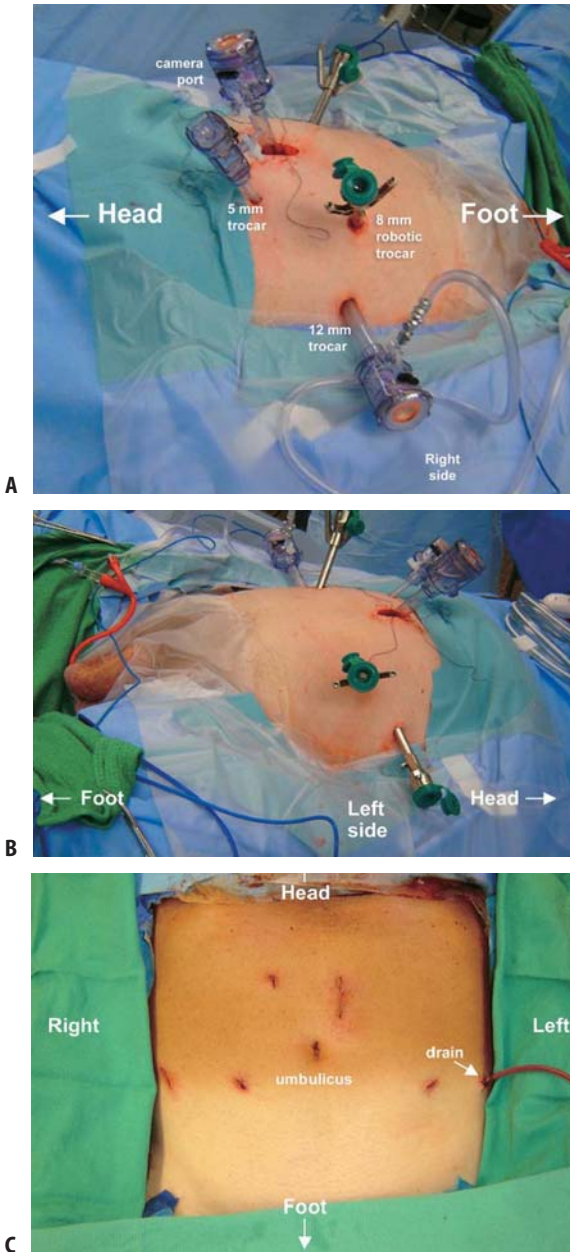 camera
port
Head
5 mm
trocar
8 mm
robotic
trocar
Foot
12 mm
trocar
Right
side
A
Foot
Left
side
Head
B
Head
Right
Left
drain
umbulicus
Foot
C